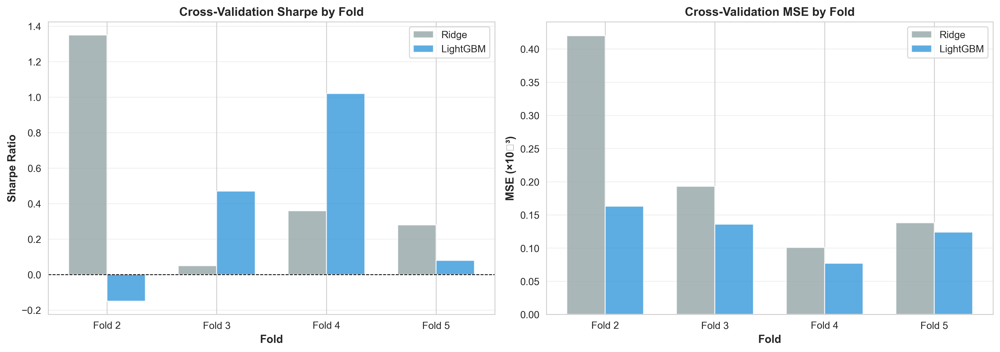 Cross-Validation Sharpe by Fold
Sharpe Ratio
1.4
1.2
1.0
0.8
0.6
0.4
0.2
0.0
−0.2
Ridge
LightGBM
Fold 2
Fold 3
Fold 4
Fold 5
Fold
Cross-Validation MSE by Fold
MSE (×10□³)
0.40
0.35
0.30
0.25
0.20
0.15
0.10
0.05
0.00
Ridge
LightGBM
Fold 2
Fold 3
Fold 4
Fold 5
Fold